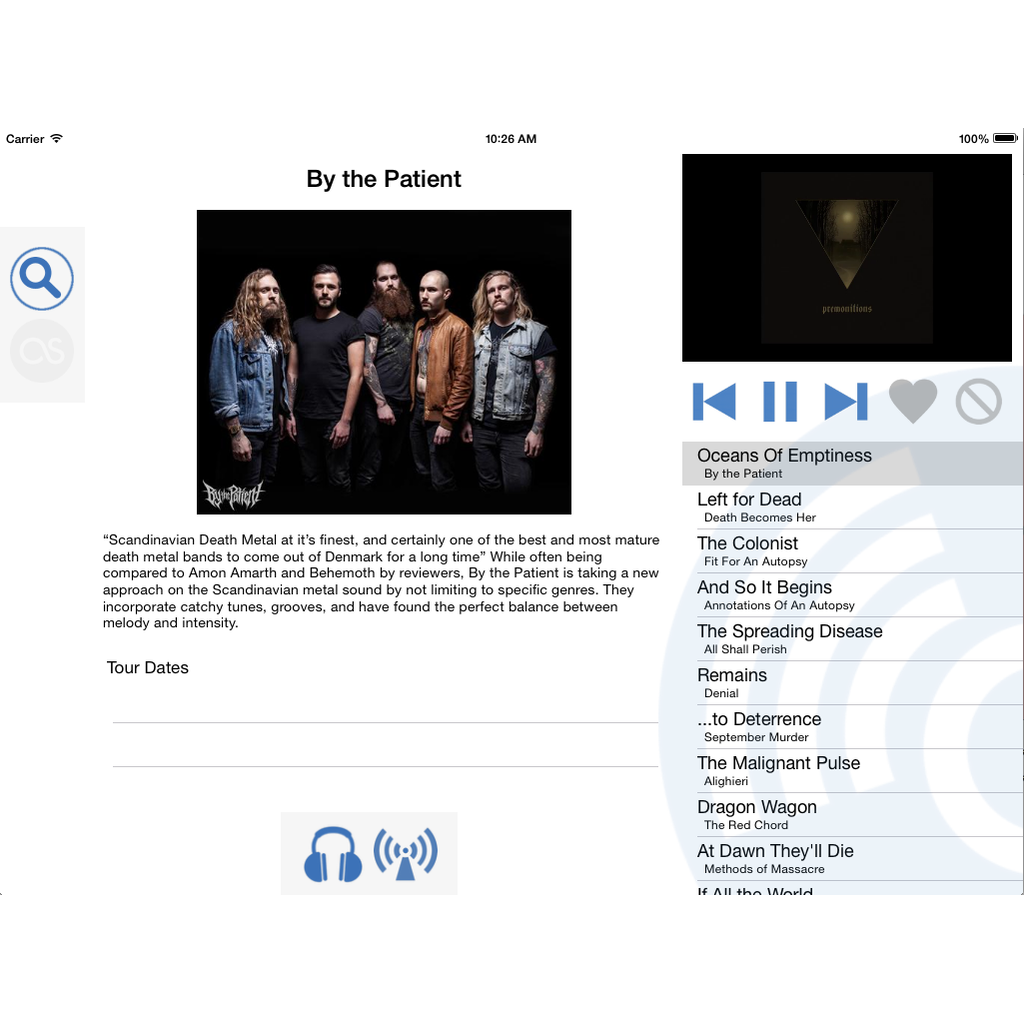 Carrier
10:26 AM
100%
By the Patient
By the Patient
“Scandinavian Death Metal at it’s finest, and certainly one of the best and most mature
death metal bands to come out of Denmark for a long time” While often being
compared to Amon Amarth and Behemoth by reviewers, By the Patient is taking a new
approach on the Scandinavian metal sound by not limiting to specific genres. They
incorporate catchy tunes, grooves, and have found the perfect balance between
melody and intensity.
Tour Dates
premonitions
Oceans Of Emptiness
By the Patient
Left for Dead
Death Becomes Her
The Colonist
Fit For An Autopsy
And So It Begins
Annotations Of An Autopsy
The Spreading Disease
All Shall Perish
Remains
Denial
...to Deterrence
September Murder
The Malignant Pulse
Alighieri
Dragon Wagon
The Red Chord
At Dawn They'll Die
Methods of Massacre
If All the World